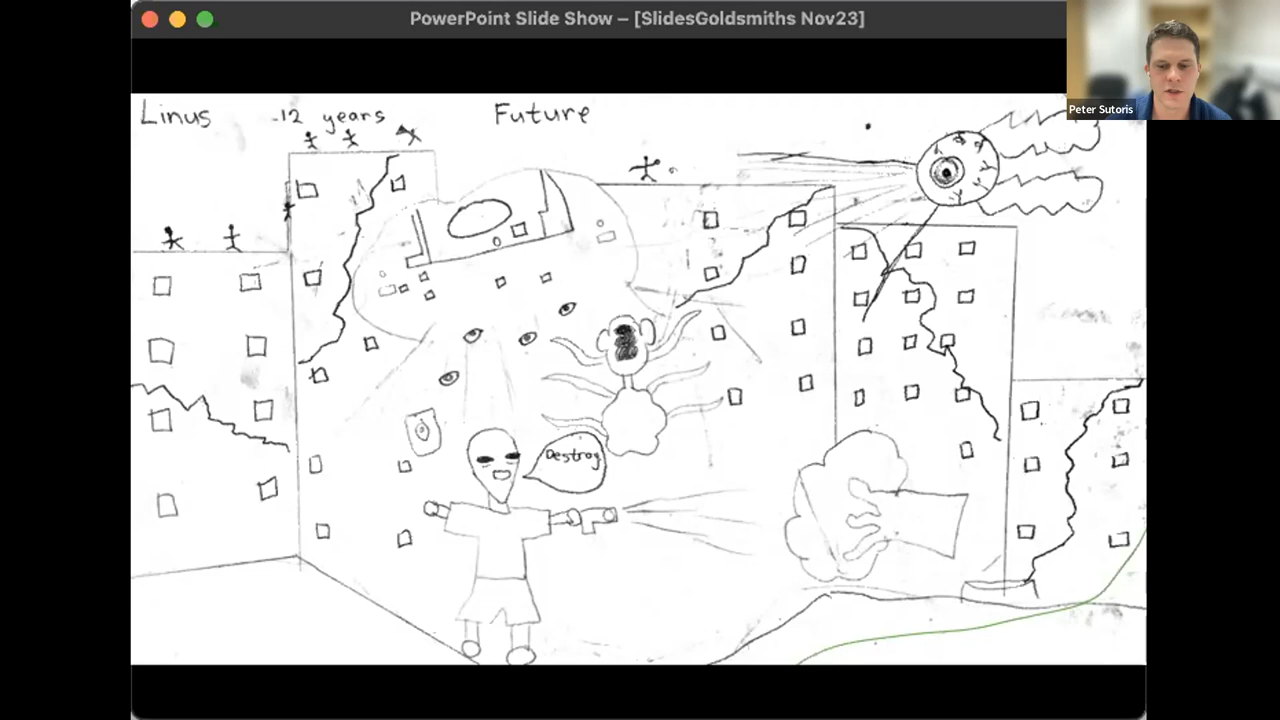 PowerPoint Slide Show – [SlidesGoldsmiths Nov23]
Peter Sutoris
Linus -12 years Future
Destroy